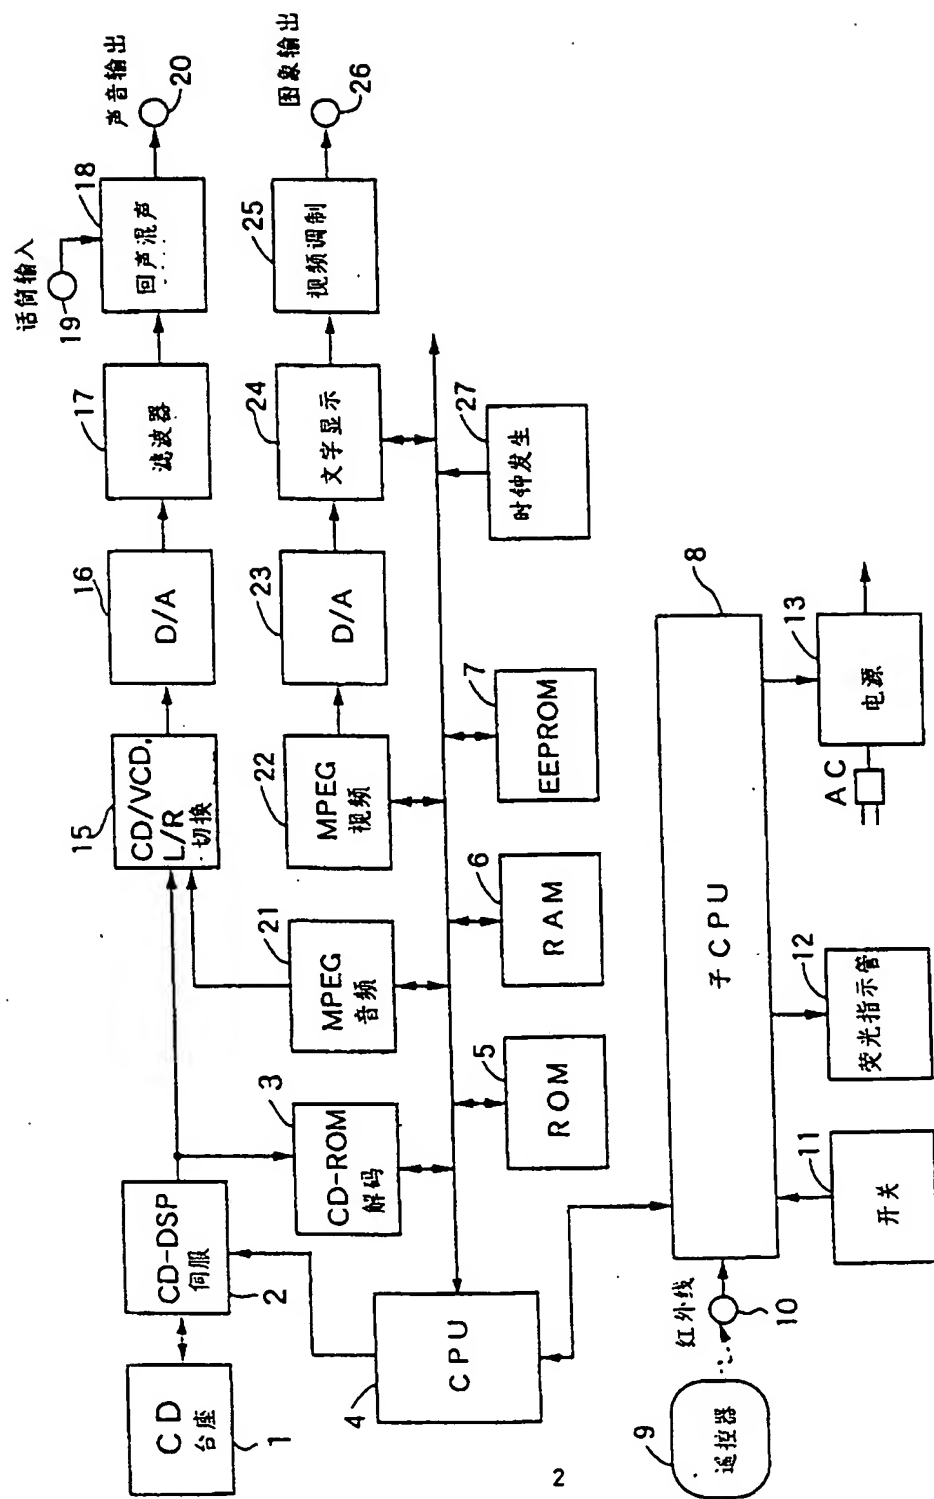 CD
台座
1
CD-DSP
伺服
2
CD-ROM
解码
3
CPU
4
ROM
5
RAM
6
EEPROM
7
子CPU
8
遥控器
9
红外线
10
开关
11
荧光指示管
12
电源
13
AC
CD/VCD,
L/R
切换
15
D/A
16
滤波器
17
回声混声
18
话筒输入
19
声音输出
20
MPEG
音频
21
MPEG
视频
22
D/A
23
文字显示
24
视频调制
25
图象输出
26
时钟发生
27
2